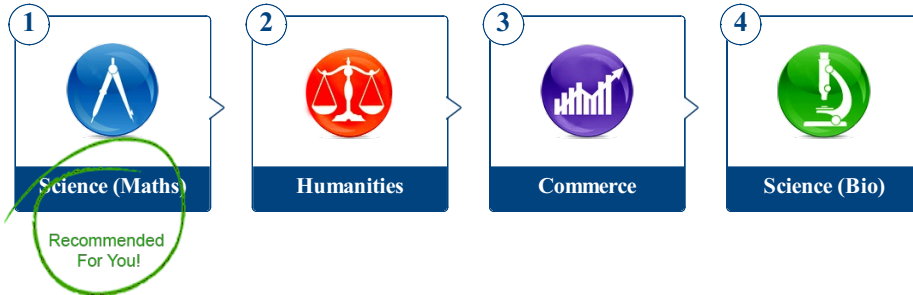 1
2
3
4
Science (Maths)
Humanities
Commerce
Science (Bio)
Recommended
For You!